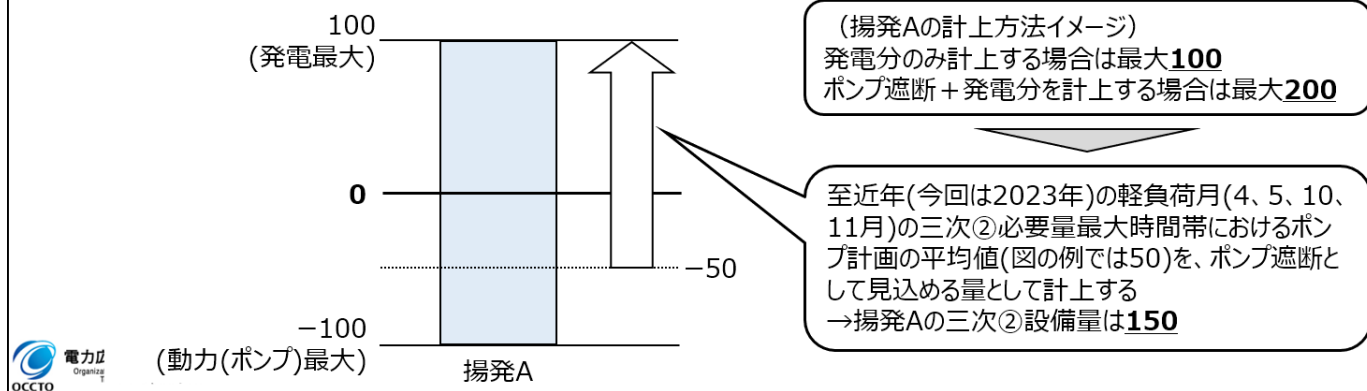 100
(発電最大)
0
−50
−100
(動力(ポンプ)最大)
揚発A
(揚発Aの計上方法イメージ)
発電分のみ計上する場合は最大100
ポンプ遮断+発電分を計上する場合は最大200
至近年(今回は2023年)の軽負荷月(4、5、10、
11月)の三次②必要量最大時間帯におけるポン
プ計画の平均値(図の例では50)を、ポンプ遮断と
して見込める量として計上する
→揚発Aの三次②設備量は150
電力広
Organiza
T
OCCTO